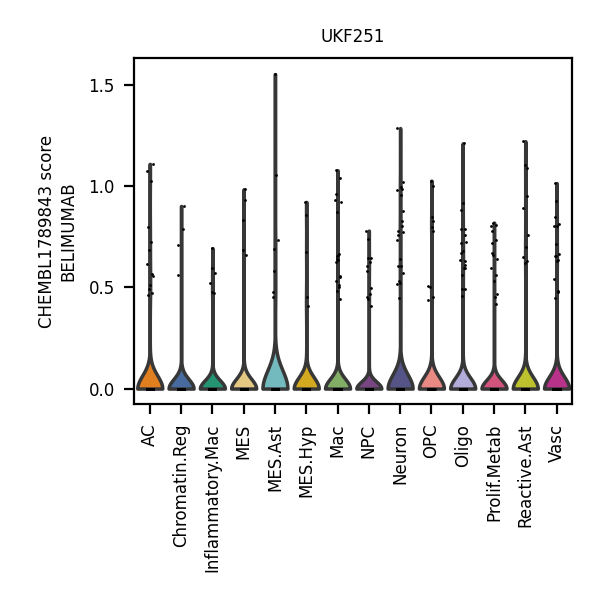 UKF251
CHEMBL1789843 score
BELIMUMAB
1.5
1.0
0.5
0.0
AC
Chromatin.Reg
Inflammatory.Mac
MES
MES.Ast
MES.Hyp
Mac
NPC
Neuron
OPC
Oligo
Prolif.Metab
Reactive.Ast
Vasc